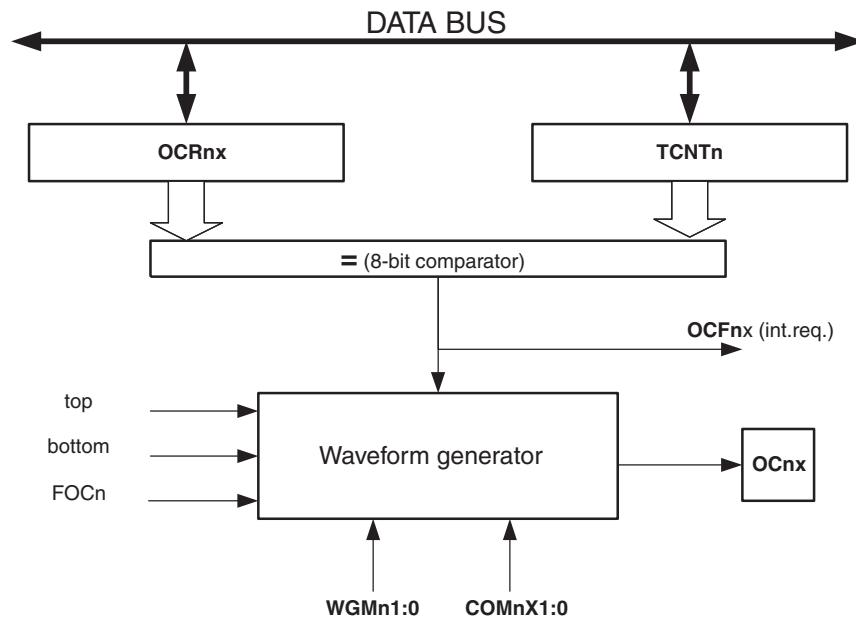 DATA BUS
OCRnx
TCNTn
= (8-bit comparator)
OCFnx (int.req.)
top
bottom
FOCn
Waveform generator
OCnx
WGMn1:0
COMnX1:0